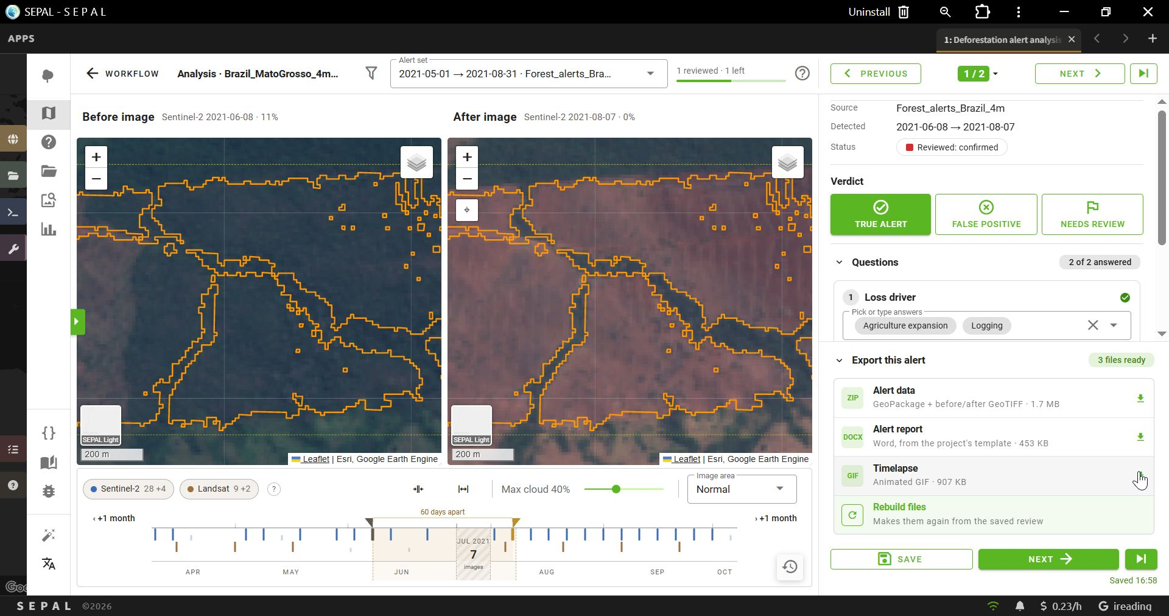 SEPAL - S E P A L
Uninstall
APPS
1: Deforestation alert analysis
WORKFLOW
Analysis · Brazil_MatoGrosso_4m...
Alert set
2021-05-01 → 2021-08-31 · Forest_alerts_Bra...
1 reviewed · 1 left
PREVIOUS
1 / 2
NEXT
Before image
Sentinel-2 2021-06-08 · 11%
After image
Sentinel-2 2021-08-07 · 0%
+
−
+
−
SEPAL Light
200 m
Leaflet | Esri, Google Earth Engine
SEPAL Light
200 m
Leaflet | Esri, Google Earth Engine
Source
Forest_alerts_Brazil_4m
Detected
2021-06-08 → 2021-08-07
Status
Reviewed: confirmed
Verdict
TRUE ALERT
FALSE POSITIVE
NEEDS REVIEW
Questions
2 of 2 answered
1
Loss driver
Pick or type answers
Agriculture expansion
Logging
Export this alert
3 files ready
ZIP
Alert data
GeoPackage + before/after GeoTIFF · 1.7 MB
DOCX
Alert report
Word, from the project's template · 453 KB
GIF
Timelapse
Animated GIF · 907 KB
Rebuild files
Makes them again from the saved review
Sentinel-2 28 +4
Landsat 9 +2
?
Max cloud 40%
Image area
Normal
‹ +1 month
60 days apart
› +1 month
JUL 2021
7
images
APR
MAY
JUN
AUG
SEP
OCT
SAVE
NEXT
Saved 16:58
Goo
SEPAL ©2026
$ 0.23/h
ireading